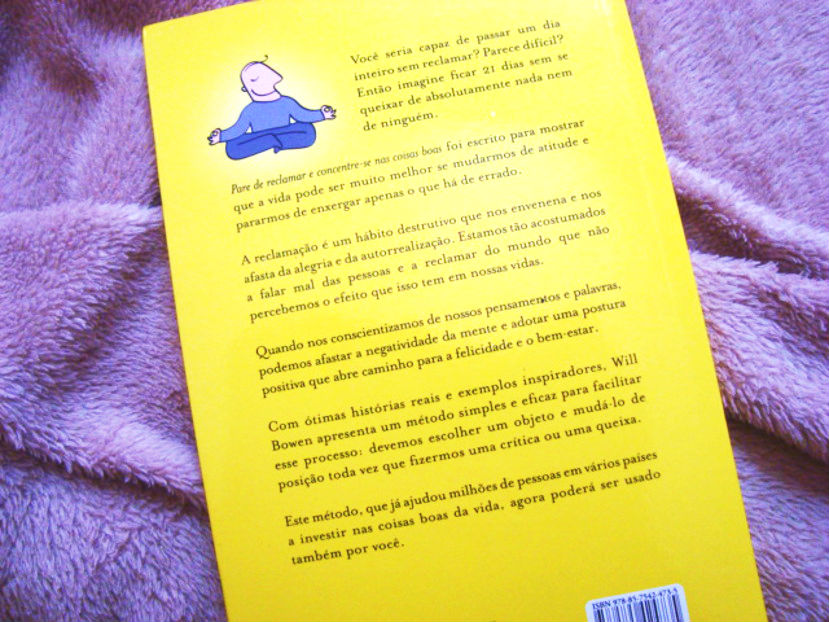 Você seria capaz de passar um dia
inteiro sem reclamar? Parece difícil?
Então imagine ficar 21 dias sem se
queixar de absolutamente nada nem
de ninguém.
Pare de reclamar e concentre-se nas coisas boas foi escrito para mostrar
que a vida pode ser muito melhor se mudarmos de atitude e
pararmos de enxergar apenas o que há de errado.
A reclamação é um hábito destrutivo que nos envenena e nos
afasta da alegria e da autorrealização. Estamos tão acostumados
a falar mal das pessoas e a reclamar do mundo que não
percebemos o efeito que isso tem em nossas vidas.
Quando nos conscientizamos de nossos pensamentos e palavras,
podemos afastar a negatividade da mente e adotar uma postura
positiva que abre caminho para a felicidade e o bem-estar.
Com ótimas histórias reais e exemplos inspiradores, Will
Bowen apresenta um método simples e eficaz para facilitar
esse processo: devemos escolher um objeto e mudá-lo de
posição toda vez que fizermos uma crítica ou uma queixa.
Este método, que já ajudou milhões de pessoas em vários países
a investir nas coisas boas da vida, agora poderá ser usado
também por você.
ISBN 978-85-7542-475-5